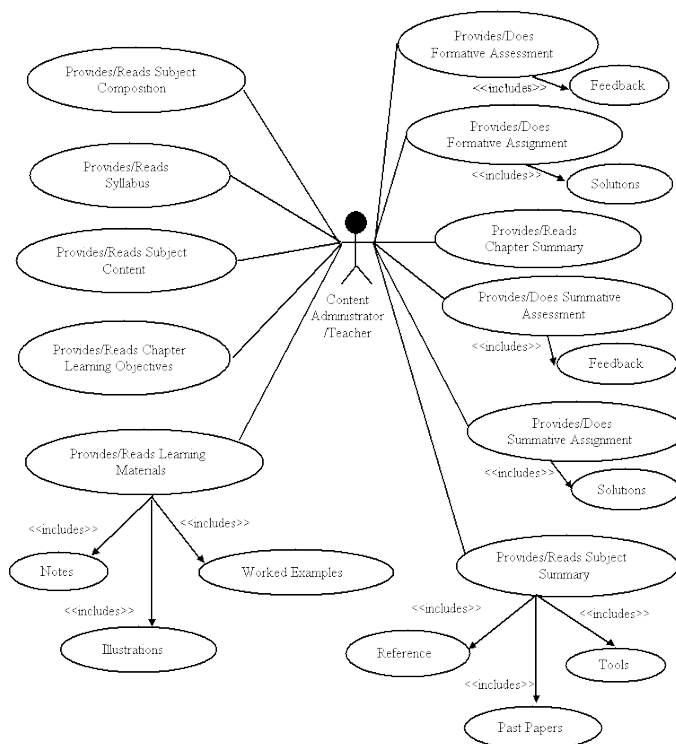 Provides/Does
Formative Assessment
<<includes>>
Feedback
Provides/Reads Subject
Composition
Provides/Does
Formative Assignment
<<includes>>
Solutions
Provides/Reads
Syllabus
Provides/Reads
Chapter Summary
Provides/Reads Subject
Content
Content
Administrator
/Teacher
Provides/Does Summative
Assessment
<<includes>>
Feedback
Provides/Reads Chapter
Learning Objectives
Provides/Does
Summative Assignment
<<includes>>
Solutions
Provides/Reads Learning
Materials
<<includes>>
<<includes>>
Notes
Worked Examples
<<includes>>
Illustrations
Provides/Reads Subject
Summary
<<includes>>
<<includes>>
Reference
Tools
<<includes>>
Past Papers